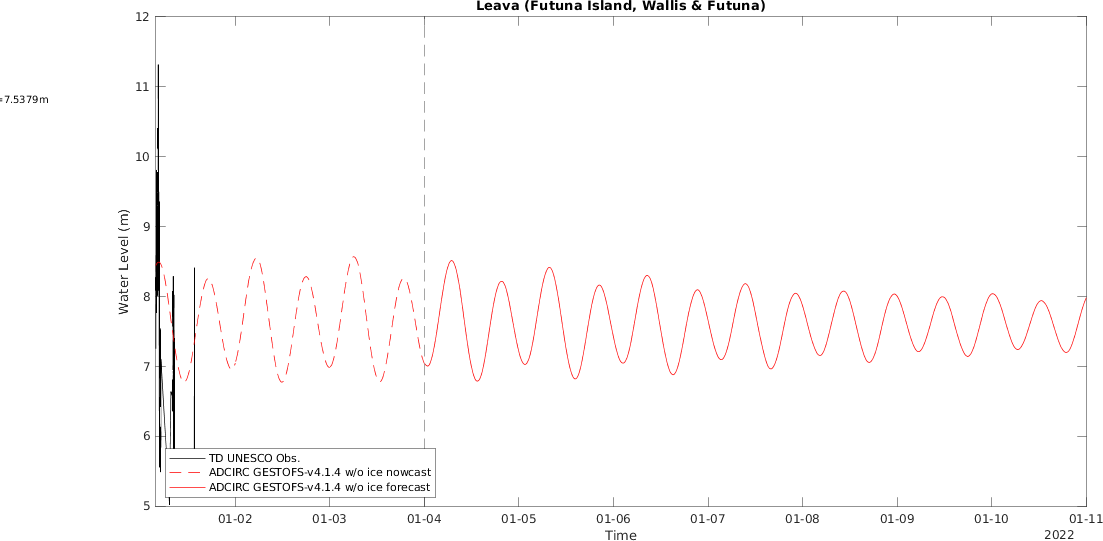 Leava (Futuna Island, Wallis & Futuna)
=7.5379m
Water Level (m)
12
11
10
9
8
7
6
5
TD UNESCO Obs.
ADCIRC GESTOFS-v4.1.4 w/o ice nowcast
ADCIRC GESTOFS-v4.1.4 w/o ice forecast
01-02 01-03 01-04 01-05 01-06 01-07 01-08 01-09 01-10 01-11
Time
2022